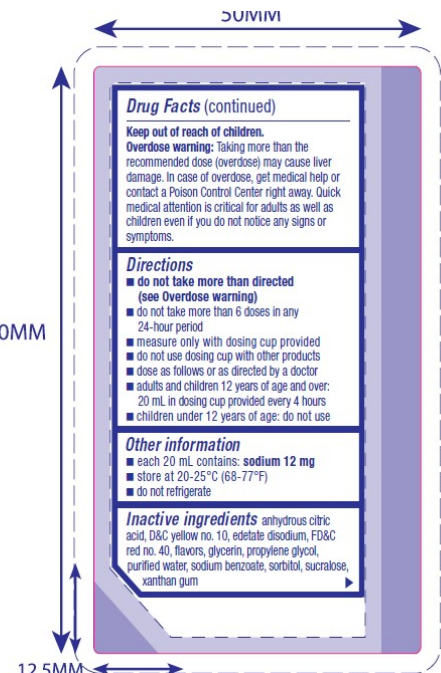 50MM
Drug Facts (continued)
Keep out of reach of children.
Overdose warning: Taking more than the
recommended dose (overdose) may cause liver
damage. In case of overdose, get medical help or
contact a Poison Control Center right away. Quick
medical attention is critical for adults as well as
children even if you do not notice any signs or
symptoms.
Directions
■ do not take more than directed
(see Overdose warning)
■ do not take more than 6 doses in any
24-hour period
■ measure only with dosing cup provided
■ do not use dosing cup with other products
■ dose as follows or as directed by a doctor
■ adults and children 12 years of age and over:
20 mL in dosing cup provided every 4 hours
■ children under 12 years of age: do not use
0MM
Other information
■ each 20 mL contains: sodium 12 mg
■ store at 20-25°C (68-77°F)
■ do not refrigerate
Inactive ingredients anhydrous citric
acid, D&C yellow no. 10, edetate disodium, FD&C
red no. 40, flavors, glycerin, propylene glycol,
purified water, sodium benzoate, sorbitol, sucralose,
xanthan gum
12.5MM